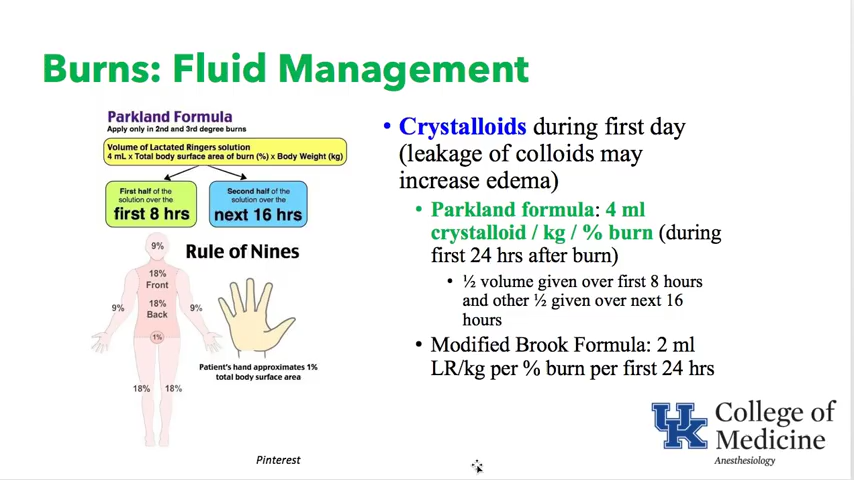 Burns: Fluid Management
Parkland Formula
Apply only in 2nd and 3rd degree burns
Volume of Lactated Ringers solution
4 mL x Total body surface area of burn (%) x Body Weight (kg)
First half of the
solution over the
first 8 hrs
Second half of the
solution over the
next 16 hrs
Rule of Nines
9%
18%
Front
18%
Back
9%
9%
1%
18%
18%
Patient's hand approximates 1%
total body surface area
Pinterest
• Crystalloids during first day
(leakage of colloids may
increase edema)
• Parkland formula: 4 ml
crystalloid / kg / % burn (during
first 24 hrs after burn)
• ½ volume given over first 8 hours
and other ½ given over next 16
hours
• Modified Brook Formula: 2 ml
LR/kg per % burn per first 24 hrs
UK
College of
Medicine
Anesthesiology